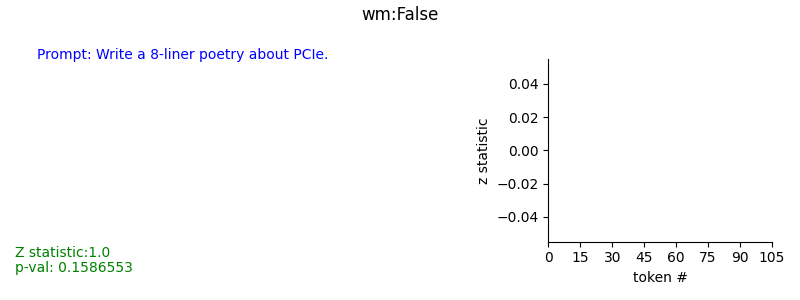 wm:False
Prompt: Write a 8-liner poetry about PCIe.
0.04
0.02
0.00
−0.02
−0.04
z statistic
0 15 30 45 60 75 90 105
token #
Z statistic:1.0
p-val: 0.1586553